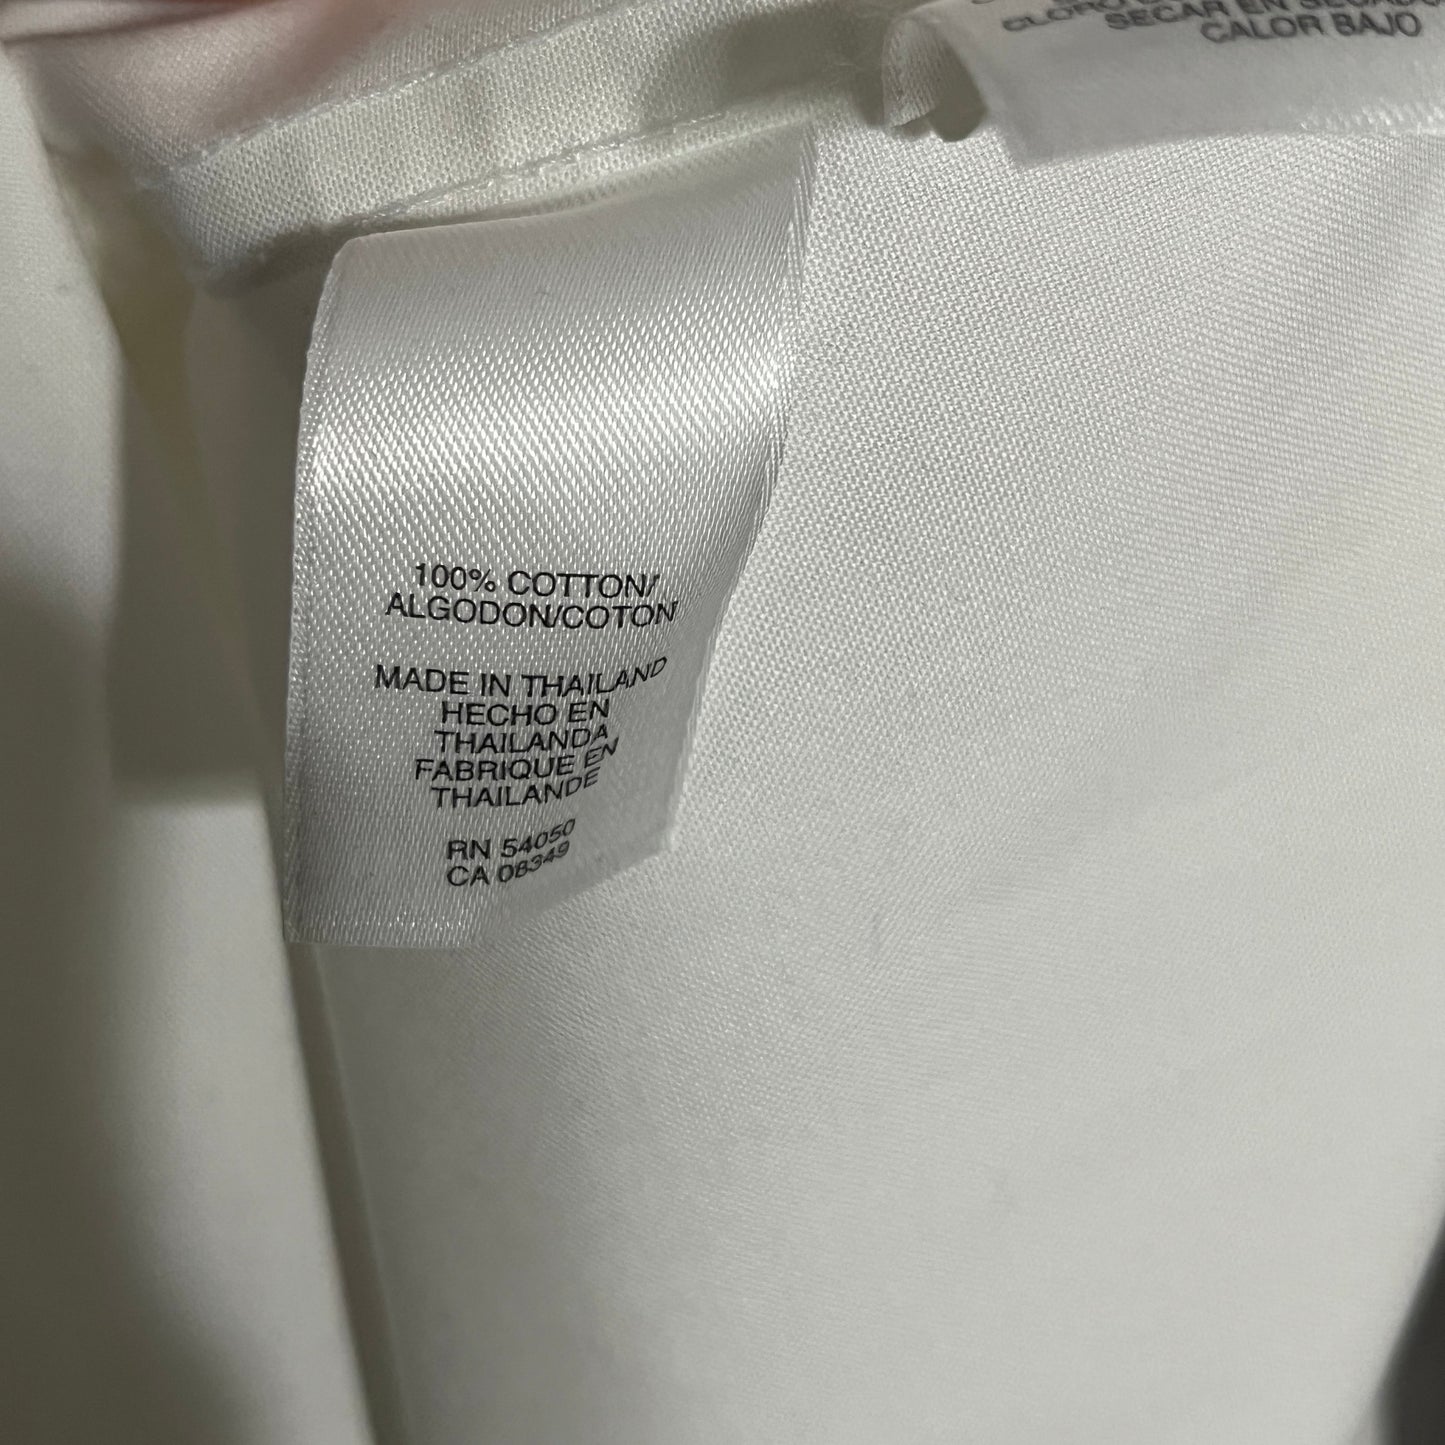 SECAR EN
CALOR BAJO
100% COTTON/
ALGODON/COTON
MADE IN THAILAND
HECHO EN
THAILANDA
FABRIQUE EN
THAILANDE
RN 54050
CA 08349